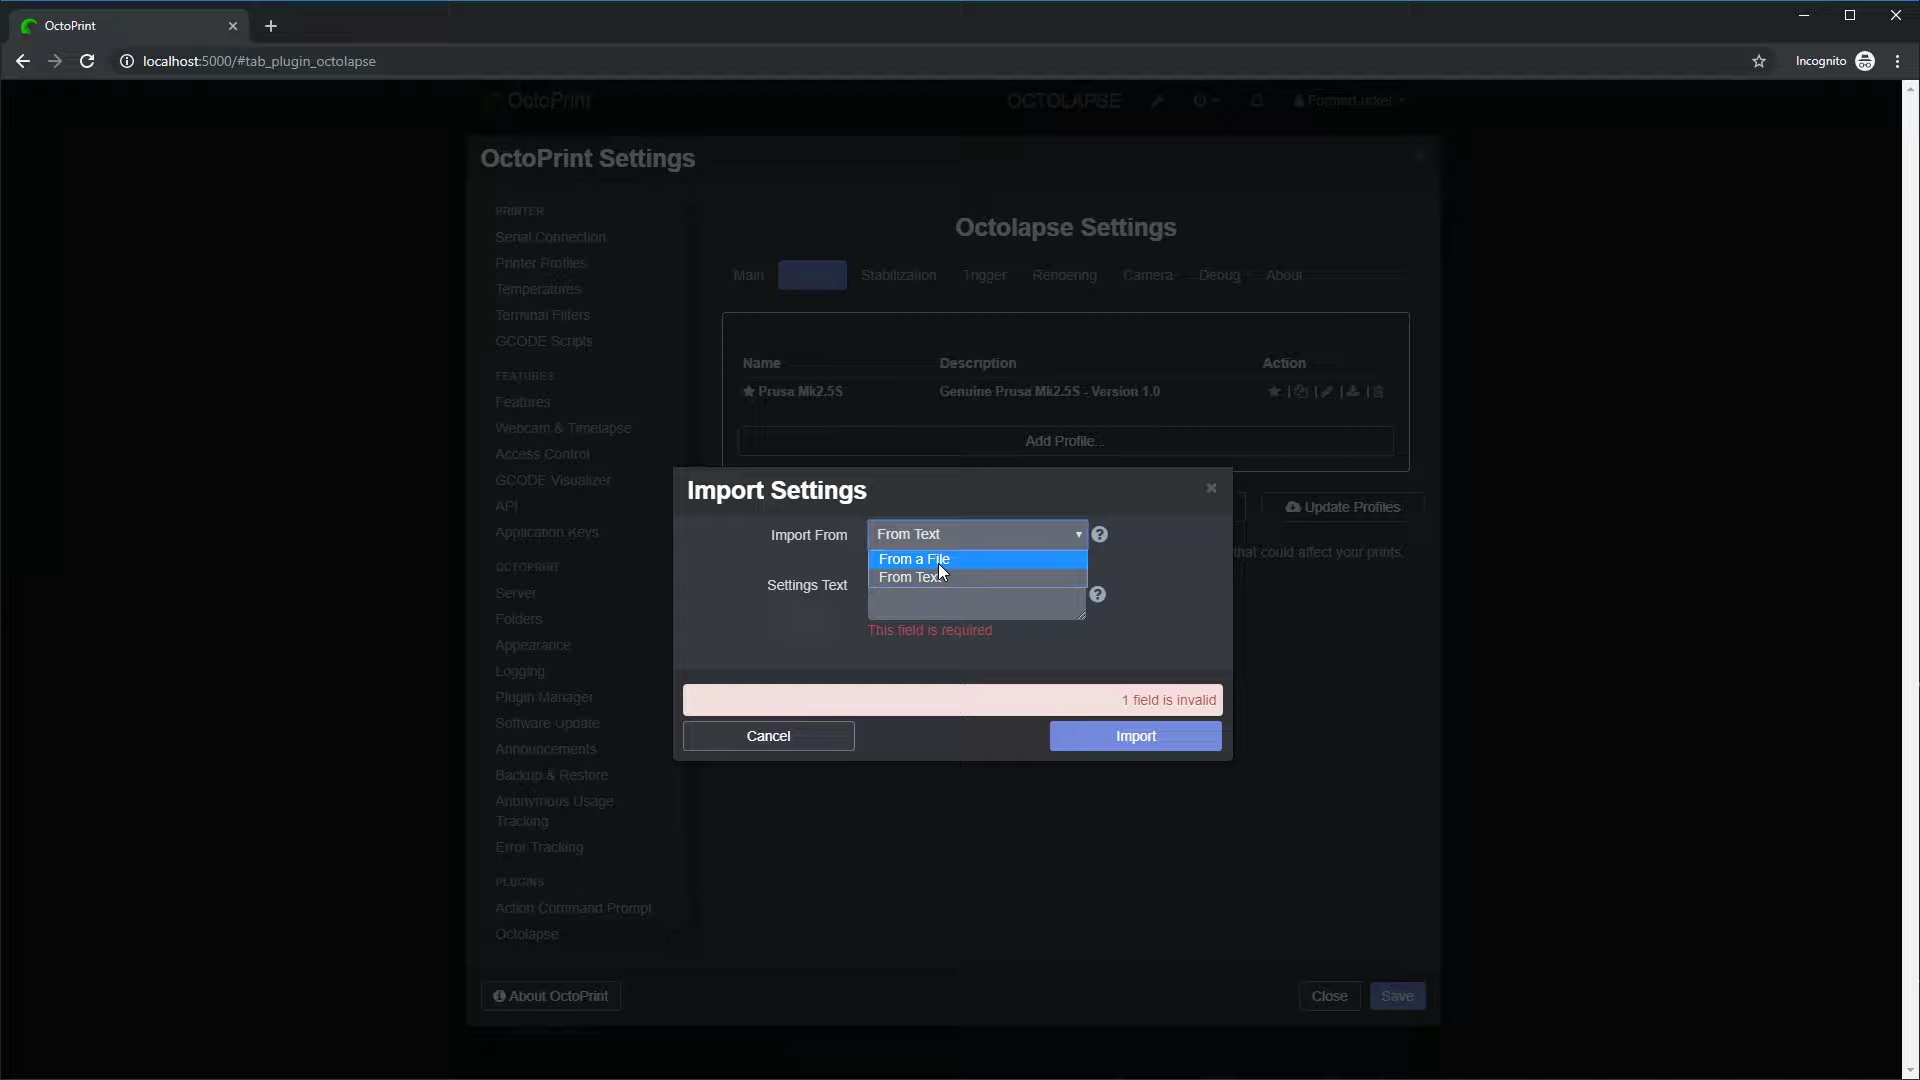 OctoPrint
localhost:5000/#tab_plugin_octolapse
Incognito
OctoPrint
OCTOLAPSE
OctoPrint Settings
PRINTER
Serial Connection
Printer Profiles
Temperatures
Terminal Filters
GCODE Scripts
FEATURES
Features
Webcam & Timelapse
Access Control
GCODE Visualizer
API
Application Keys
OCTOPRINT
Server
Folders
Appearance
Logging
Plugin Manager
Software Update
Announcements
Backup & Restore
Anonymous Usage
Tracking
Error Tracking
PLUGINS
Action Command Prompt
Octolapse
Octolapse Settings
Main
Stabilization
Trigger
Rendering
Camera
Debug
About
Name Description Action
Prusa Mk2.5S Genuine Prusa Mk2.5S - Version 1.0
Add Profile...
Update Profiles
that could affect your prints.
Import Settings
Import From From Text
From a File
From Text
Settings Text
This field is required
1 field is invalid
Cancel Import
About OctoPrint
Close Save